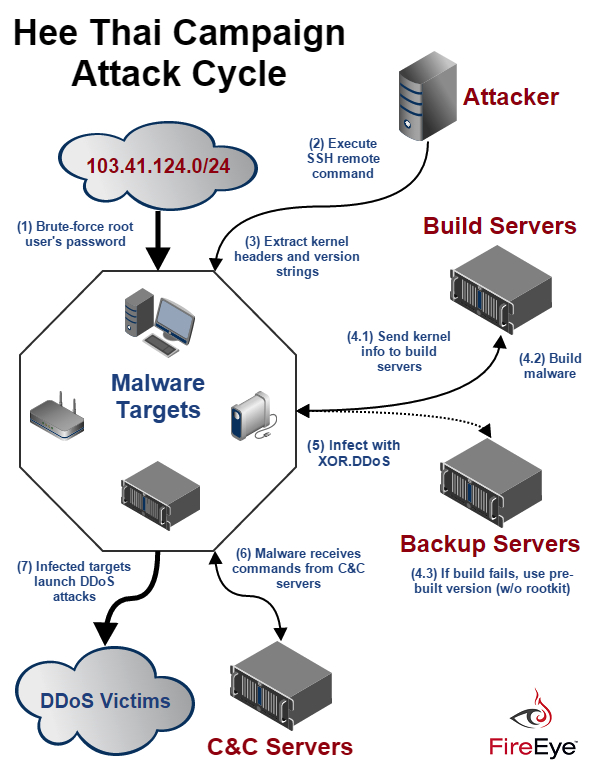 Hee Thai Campaign
Attack Cycle
Attacker
103.41.124.0/24
(2) Execute
SSH remote
command
(1) Brute-force root
user's password
(3) Extract kernel
headers and version
strings
Build Servers
(4.1) Send kernel
info to build
servers
(4.2) Build
malware
Malware
Targets
(5) Infect with
XOR.DDoS
Backup Servers
(4.3) If build fails, use pre-
built version (w/o rootkit)
(7) Infected targets
launch DDoS
attacks
(6) Malware receives
commands from C&C
servers
DDoS Victims
C&C Servers
FireEye™